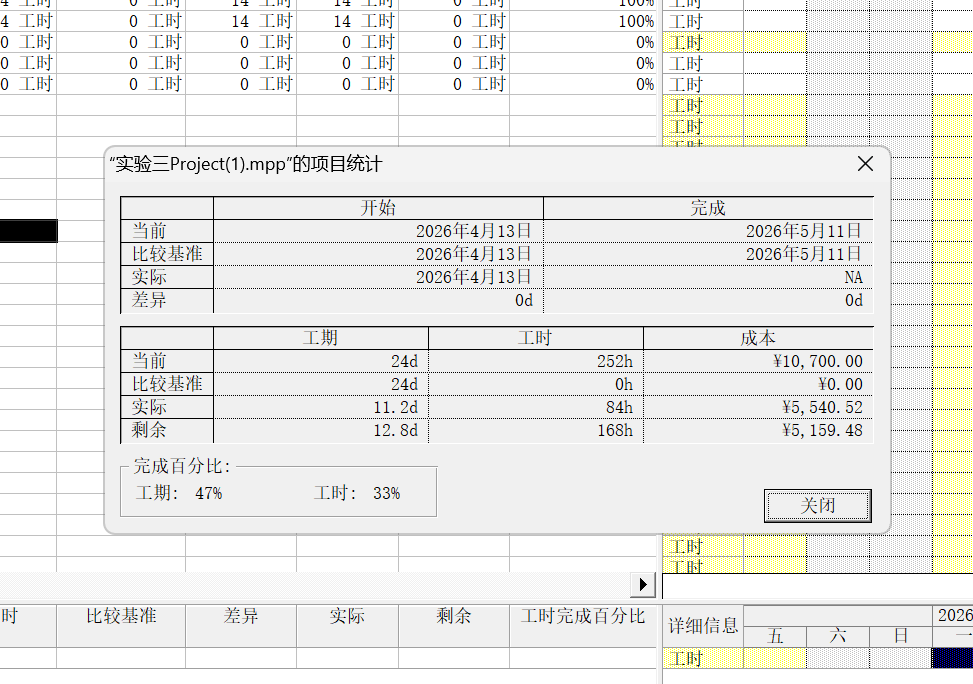 4 工时 0 工时 14 工时 14 工时 0 工时 100% 工时
4 工时 0 工时 14 工时 14 工时 0 工时 100% 工时
0 工时 0 工时 0 工时 0 工时 0 工时 0% 工时
0 工时 0 工时 0 工时 0 工时 0 工时 0% 工时
0 工时 0 工时 0 工时 0 工时 0 工时 0% 工时
工时
工时
工时
“实验三Project(1).mpp”的项目统计
开始 完成
当前 2026年4月13日 2026年5月11日
比较基准 2026年4月13日 2026年5月11日
实际 2026年4月13日 NA
差异 0d 0d
工期 工时 成本
当前 24d 252h ¥10,700.00
比较基准 24d 0h ¥0.00
实际 11.2d 84h ¥5,540.52
剩余 12.8d 168h ¥5,159.48
完成百分比:
工期: 47% 工时: 33%
关闭
工时
工时
时 比较基准 差异 实际 剩余 工时完成百分比 详细信息 2026
五 六 日 一
工时